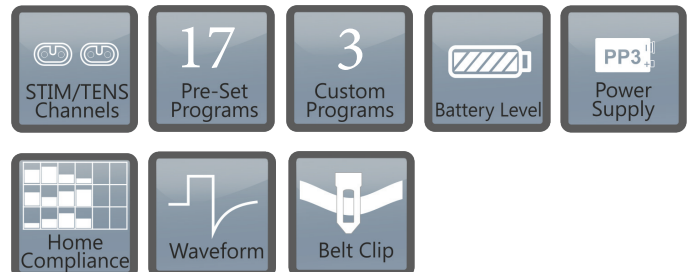 STIM/TENS
Channels
17
Pre-Set
Programs
3
Custom
Programs
Battery Level
PP3
Power
Supply
Home
Compliance
Waveform
Belt Clip